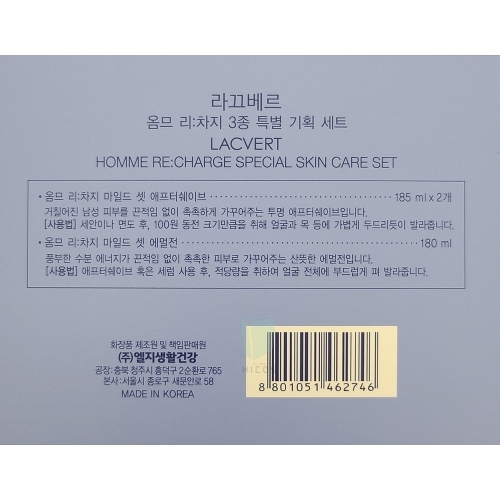 라끄베르
옴므 리:차지 3종 특별 기획 세트
LACVERT
HOMME RE:CHARGE SPECIAL SKIN CARE SET
• 옴므 리:차지 마일드 셋 애프터쉐이브 185 ml x 2개
거칠어진 남성 피부를 끈적임 없이 촉촉하게 가꾸어주는 투명 애프터쉐이브입니다.
[사용법] 세안이나 면도 후, 100원 동전 크기만큼을 취해 얼굴과 목 등에 가볍게 두드리듯이 발라줍니다.
• 옴므 리:차지 마일드 셋 에멀전 180 ml
풍부한 수분 에너지가 끈적임 없이 촉촉한 피부로 가꾸어주는 산뜻한 에멀전입니다.
[사용법] 애프터쉐이브 혹은 세럼 사용 후, 적당량을 취하여 얼굴 전체에 부드럽게 펴 발라줍니다.
화장품 제조원 및 책임판매원
(주)엘지생활건강
공장: 충북 청주시 흥덕구 2순환로 765
본사: 서울시 종로구 새문안로 58
MADE IN KOREA
8 801051 462746